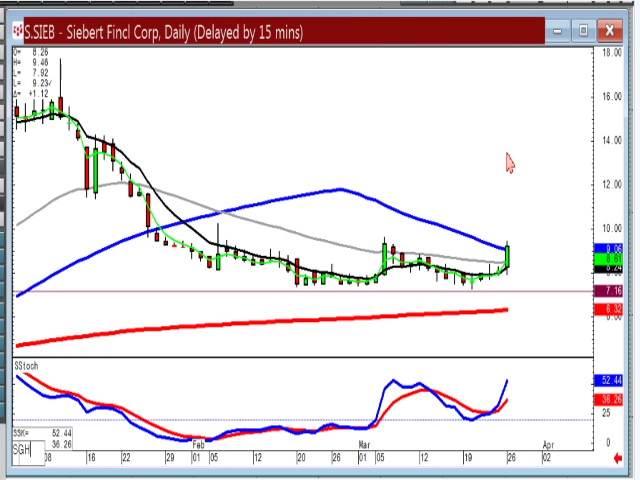 S.SIEB - Siebert Fincl Corp, Daily (Delayed by 15 mins)
O= 8.26
H= 9.46
L= 7.92
L= 9.23
Δ= +1.12
18.00
16.00
14.00
12.00
10.00
9.06
8.61
7.16
6.32
SStoch
52.44
36.26
25
0
SSK= 52.44
36.26
SGH
Feb Mar Apr
08 16 22 01 05 12 20 26 01 05 12 19 26 02